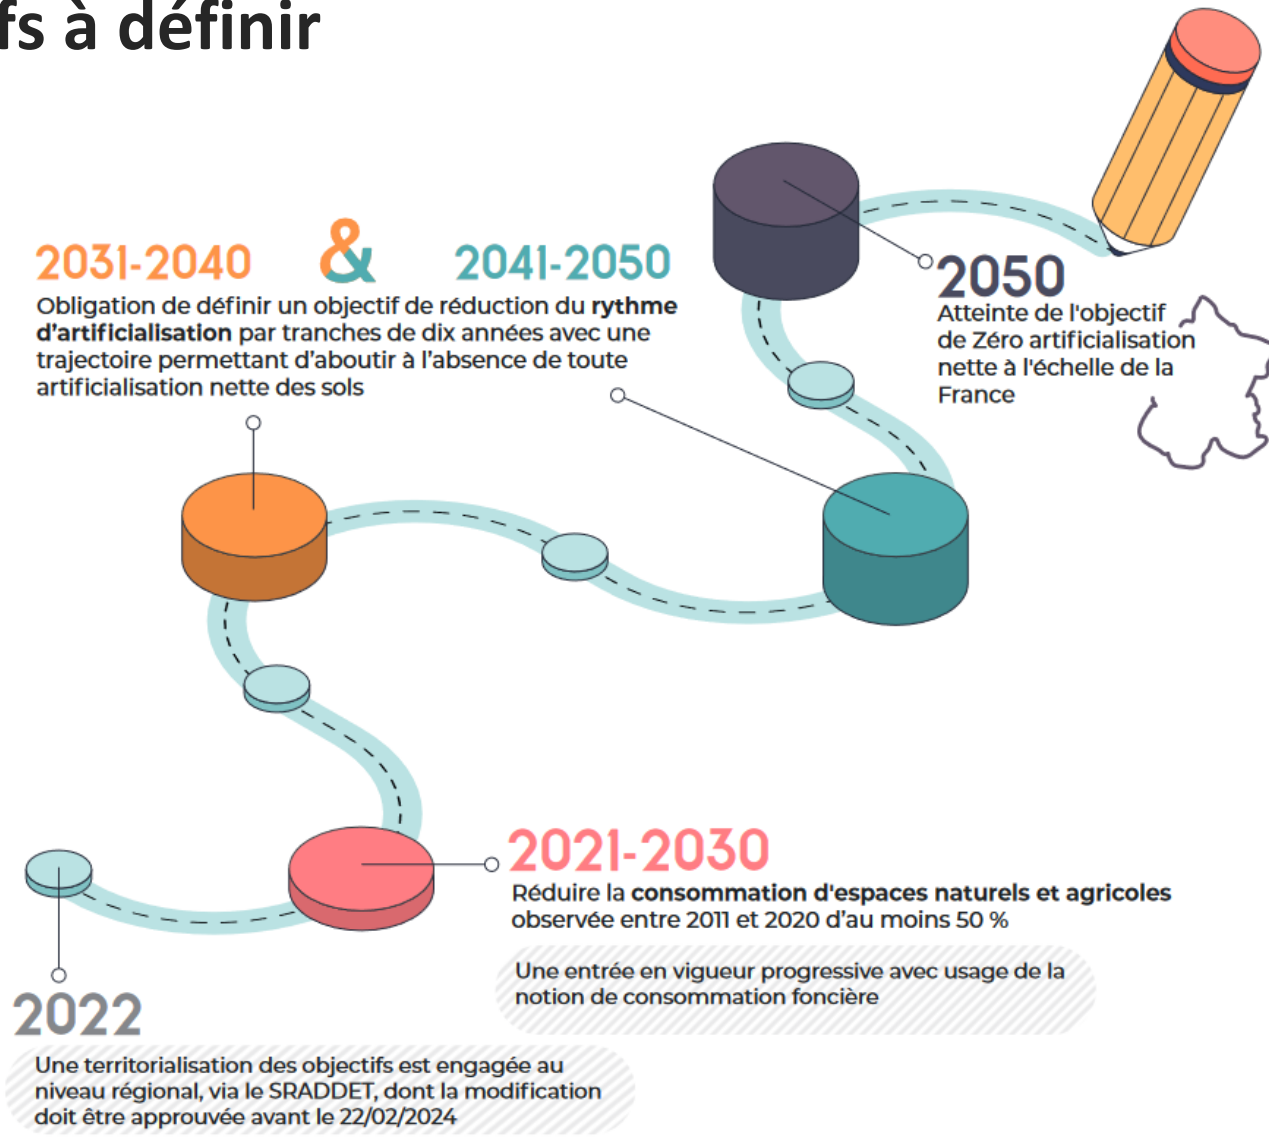 à définir
2031-2040 & 2041-2050
Obligation de définir un objectif de réduction du rythme
d'artificialisation par tranches de dix années avec une
trajectoire permettant d'aboutir à l'absence de toute
artificialisation nette des sols
2050
Atteinte de l'objectif
de Zéro artificialisation
nette à l'échelle de la
France
2021-2030
Réduire la consommation d'espaces naturels et agricoles
observée entre 2011 et 2020 d'au moins 50 %
Une entrée en vigueur progressive avec usage de la
notion de consommation foncière
2022
Une territorialisation des objectifs est engagée au
niveau régional, via le SRADDET, dont la modification
doit être approuvée avant le 22/02/2024